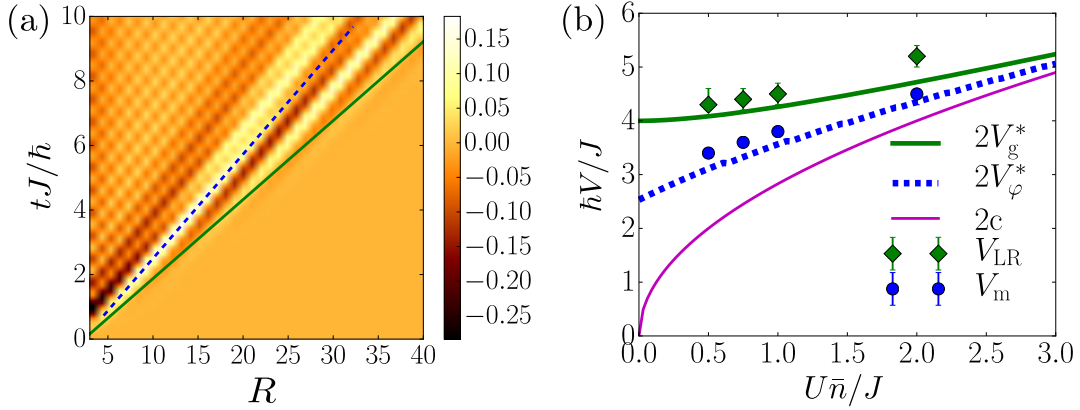 (a)
10
8
6
4
2
0
tJ/ħ
5 10 15 20 25 30 35 40
R
0.15
0.10
0.05
0.00
−0.05
−0.10
−0.15
−0.20
−0.25
(b)
6
5
4
3
2
1
0
ħV/J
0.0 0.5 1.0 1.5 2.0 2.5 3.0
Un̄/J
2V*g
2V*φ
2c
VLR
Vm